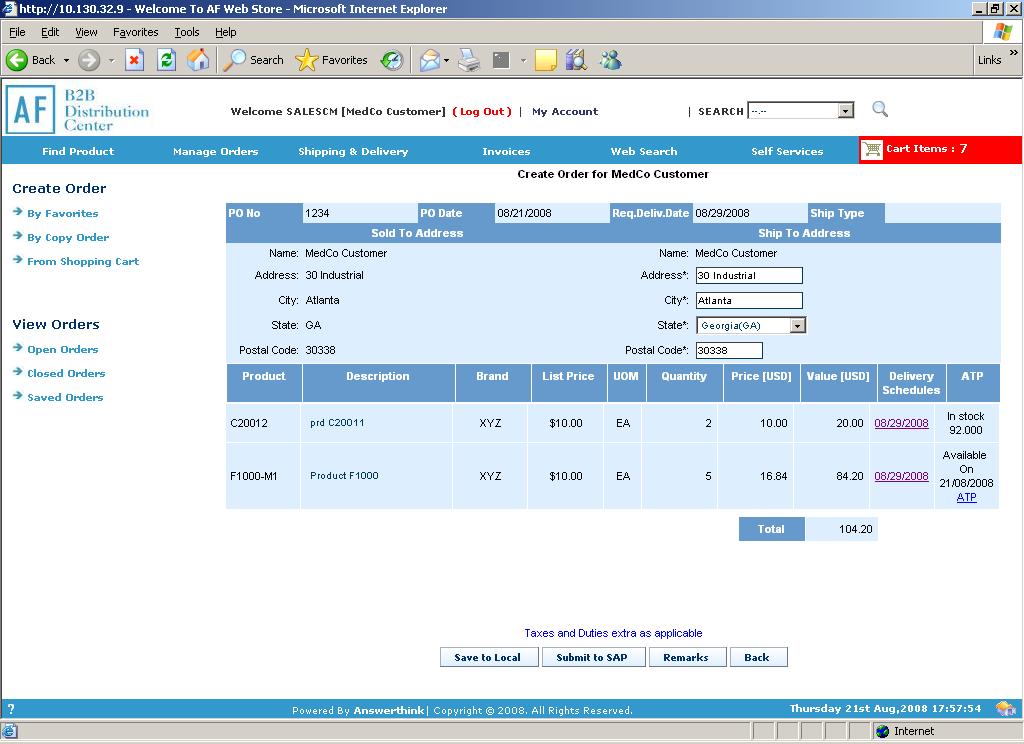 http://10.130.32.9 - Welcome To AF Web Store - Microsoft Internet Explorer
File Edit View Favorites Tools Help
Back Search Favorites Links »
AF B2B Distribution Center
Welcome SALESCM [MedCo Customer] ( Log Out ) | My Account | SEARCH --.--
Find Product Manage Orders Shipping & Delivery Invoices Web Search Self Services Cart Items : 7
Create Order for MedCo Customer
Create Order
By Favorites
By Copy Order
From Shopping Cart
View Orders
Open Orders
Closed Orders
Saved Orders
PO No 1234 PO Date 08/21/2008 Req.Deliv.Date 08/29/2008 Ship Type
Sold To Address Ship To Address
Name: MedCo Customer Name: MedCo Customer
Address: 30 Industrial Address*: 30 Industrial
City: Atlanta City*: Atlanta
State: GA State*: Georgia(GA)
Postal Code: 30338 Postal Code*: 30338
Product Description Brand List Price UOM Quantity Price [USD] Value [USD] Delivery Schedules ATP
C20012 prd C20011 XYZ $10.00 EA 2 10.00 20.00 08/29/2008 In stock 92.000
F1000-M1 Product F1000 XYZ $10.00 EA 5 16.84 84.20 08/29/2008 Available On 21/08/2008 ATP
Total 104.20
Taxes and Duties extra as applicable
Save to Local Submit to SAP Remarks Back
? Powered By Answerthink | Copyright © 2008. All Rights Reserved. Thursday 21st Aug,2008 17:57:54
Internet